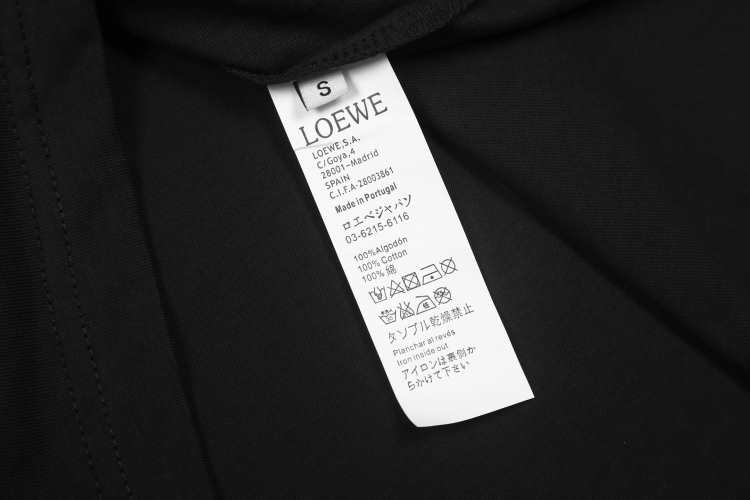 S
LOEWE
LOEWE,S.A.
C/Goya,4
28001-Madrid
SPAIN
C.I.F.A-28003861
Made in Portugal
ロエベジャパン
03-6215-6116
100%Algodón
100% Cotton
100% 綿
タンブル乾燥禁止
Planchar al revés
Iron inside out
アイロンは裏側か
らかけて下さい